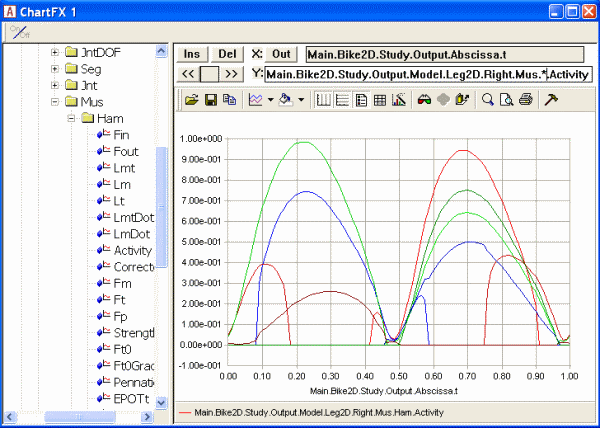 ChartFX 1
On/Off
Ins Del X: Out Main.Bike2D.Study.Output.Abscissa.t
<< >> Y: Main.Bike2D.Study.Output.Model.Leg2D.Right.Mus.*.Activity
JntDOF
Seg
Jnt
Mus
Ham
Fin
Fout
Lmt
Lm
Lt
LmtDot
LmDot
Activity
Correct
Fm
Ft
Fp
Strength
Ft0
Ft0Grac
Pennati
EPOTt
1.00e+000
9.00e-001
8.00e-001
7.00e-001
6.00e-001
5.00e-001
4.00e-001
3.00e-001
2.00e-001
1.00e-001
0.00e+000
-1.00e-001
0.00 0.10 0.20 0.30 0.40 0.50 0.60 0.70 0.80 0.90 1.00
Main.Bike2D.Study.Output.Abscissa.t
Main.Bike2D.Study.Output.Model.Leg2D.Right.Mus.Ham.Activity